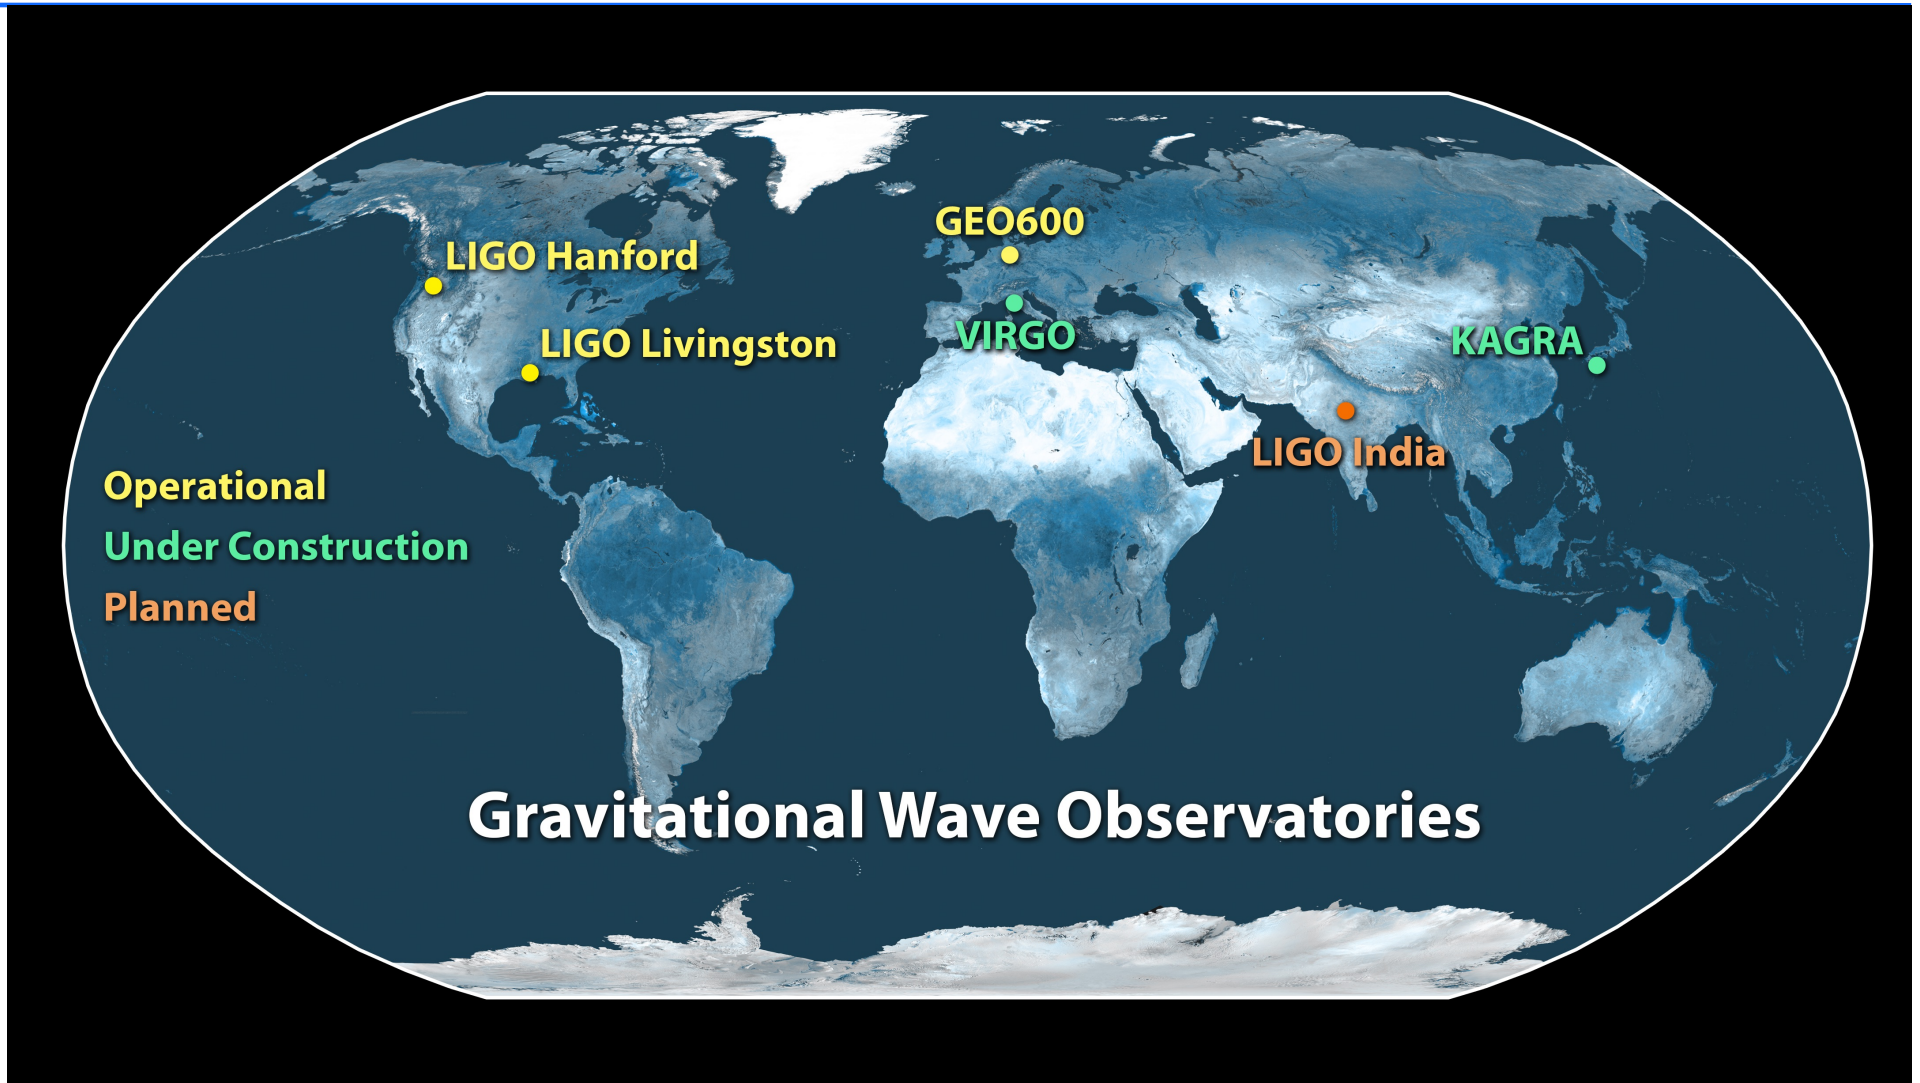 GEO600
LIGO Hanford
VIRGO
KAGRA
LIGO Livingston
LIGO India
Operational
Under Construction
Planned
Gravitational Wave Observatories